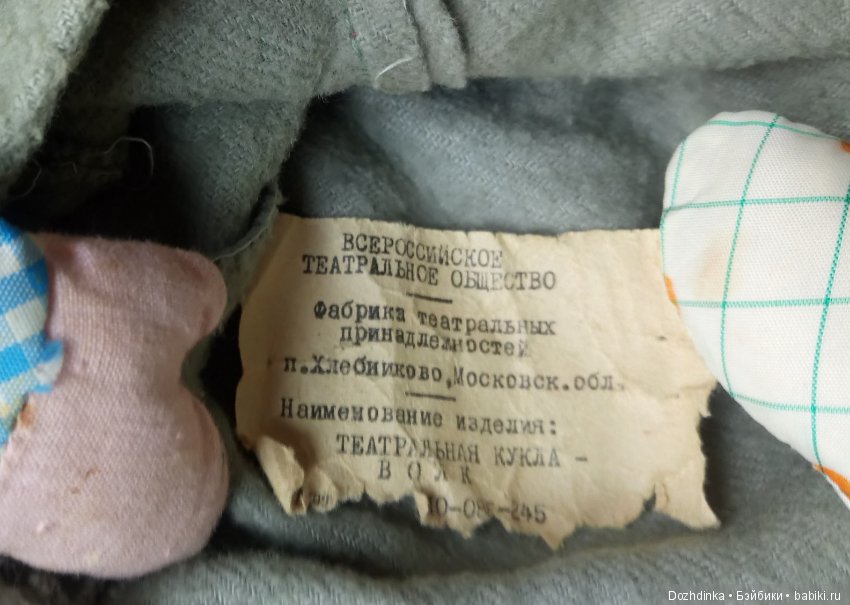 ВСЕРОССИЙСКОЕ
ТЕАТРАЛЬНОЕ ОБЩЕСТВО
Фабрика театральных
принадлежностей
п.Хлебниково,Московск.обл.
Наименование изделия:
ТЕАТРАЛЬНАЯ КУКЛА -
ВОЛК
Dozhdinka • Бэйбики • babiki.ru